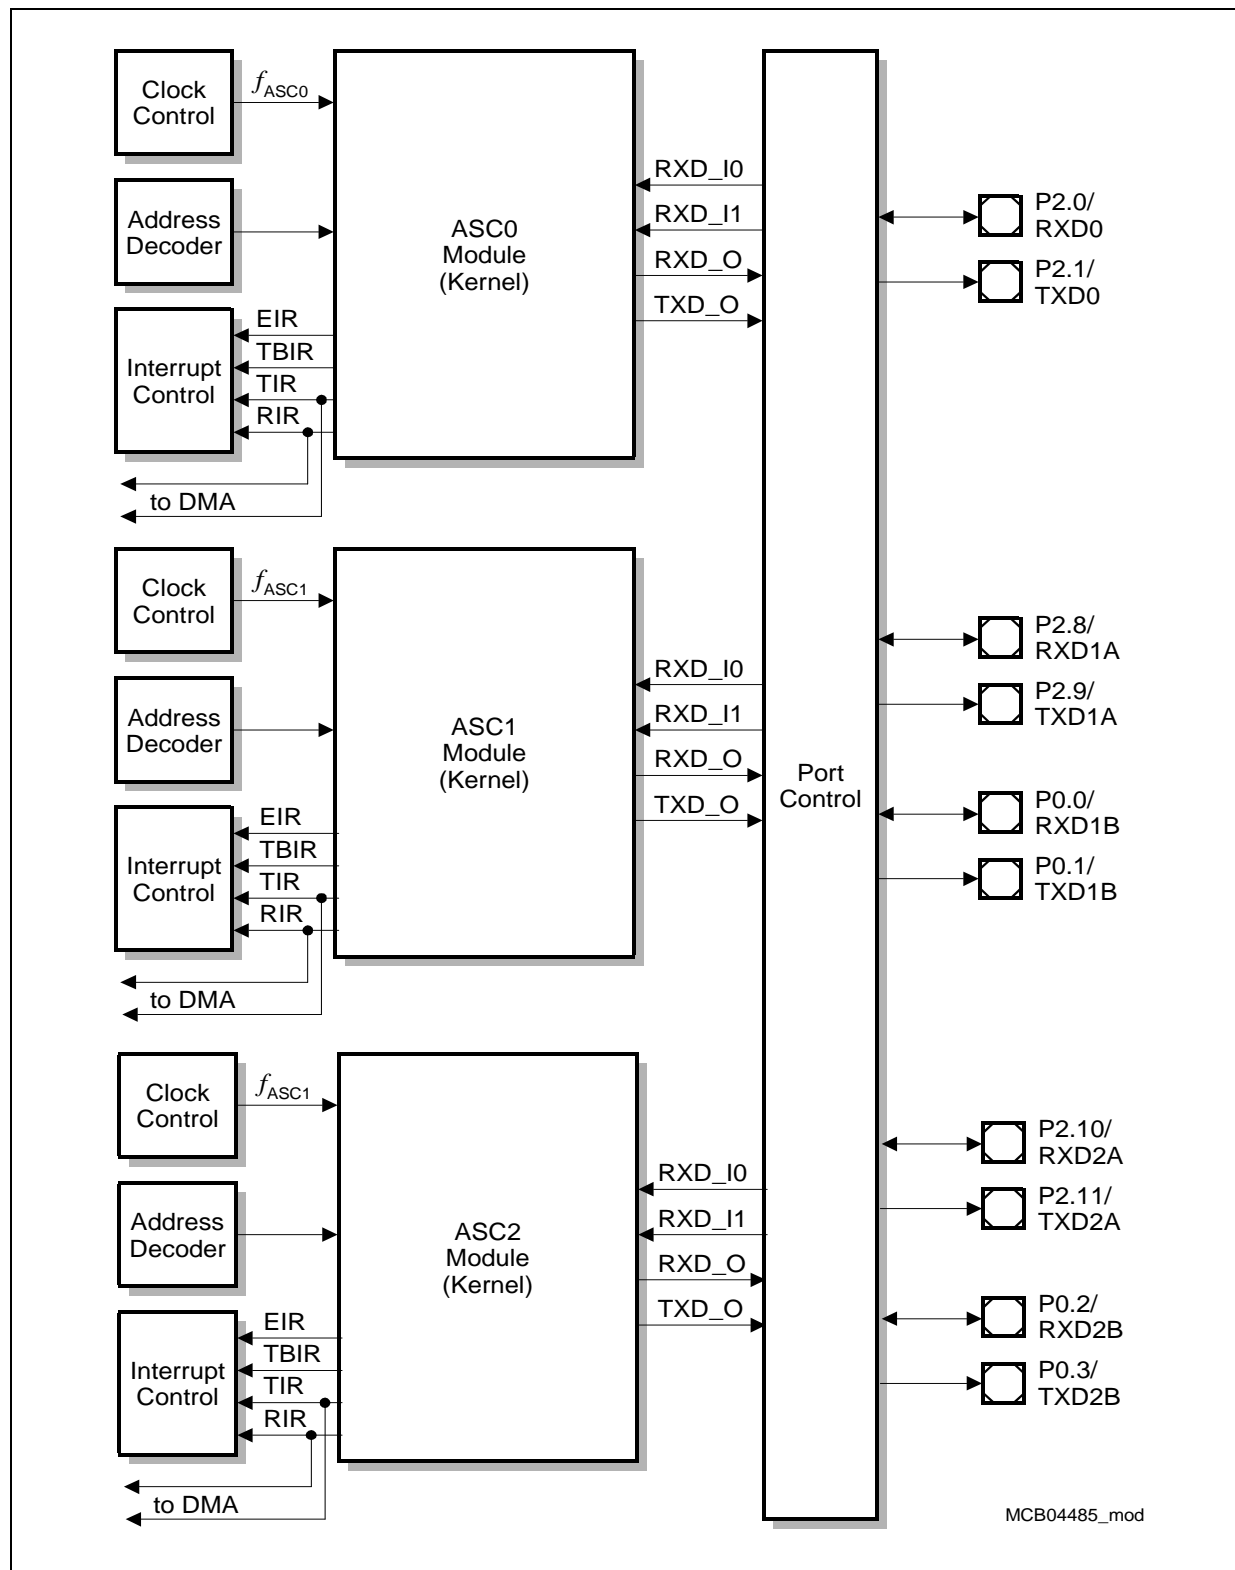 Clock
Control
fASC0
Address
Decoder
Interrupt
Control
EIR
TBIR
TIR
RIR
to DMA
ASC0
Module
(Kernel)
RXD_I0
RXD_I1
RXD_O
TXD_O
P2.0/
RXD0
P2.1/
TXD0
Clock
Control
fASC1
Address
Decoder
Interrupt
Control
EIR
TBIR
TIR
RIR
to DMA
ASC1
Module
(Kernel)
RXD_I0
RXD_I1
RXD_O
TXD_O
Port
Control
P2.8/
RXD1A
P2.9/
TXD1A
P0.0/
RXD1B
P0.1/
TXD1B
Clock
Control
fASC1
Address
Decoder
Interrupt
Control
EIR
TBIR
TIR
RIR
to DMA
ASC2
Module
(Kernel)
RXD_I0
RXD_I1
RXD_O
TXD_O
P2.10/
RXD2A
P2.11/
TXD2A
P0.2/
RXD2B
P0.3/
TXD2B
MCB04485_mod